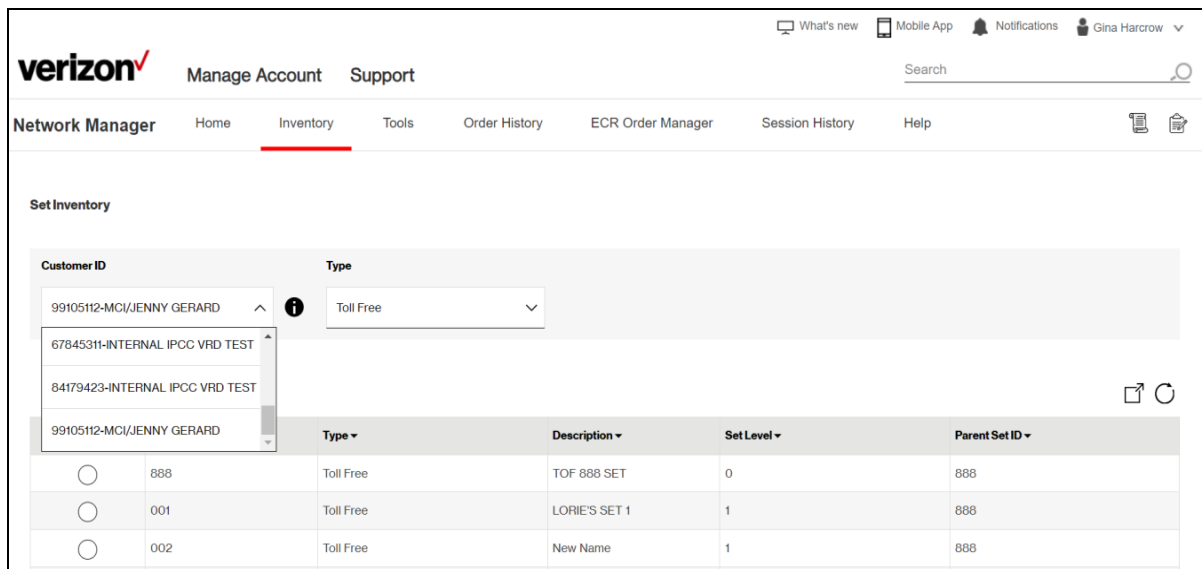 What's new Mobile App Notifications Gina Harcrow
verizon Manage Account Support Search
Network Manager Home Inventory Tools Order History ECR Order Manager Session History Help
Set Inventory
Customer ID Type
99105112-MCI/JENNY GERARD Toll Free
67845311-INTERNAL IPCC VRD TEST
84179423-INTERNAL IPCC VRD TEST
99105112-MCI/JENNY GERARD
Type Description Set Level Parent Set ID
888 Toll Free TOF 888 SET 0 888
001 Toll Free LORIE'S SET 1 1 888
002 Toll Free New Name 1 888